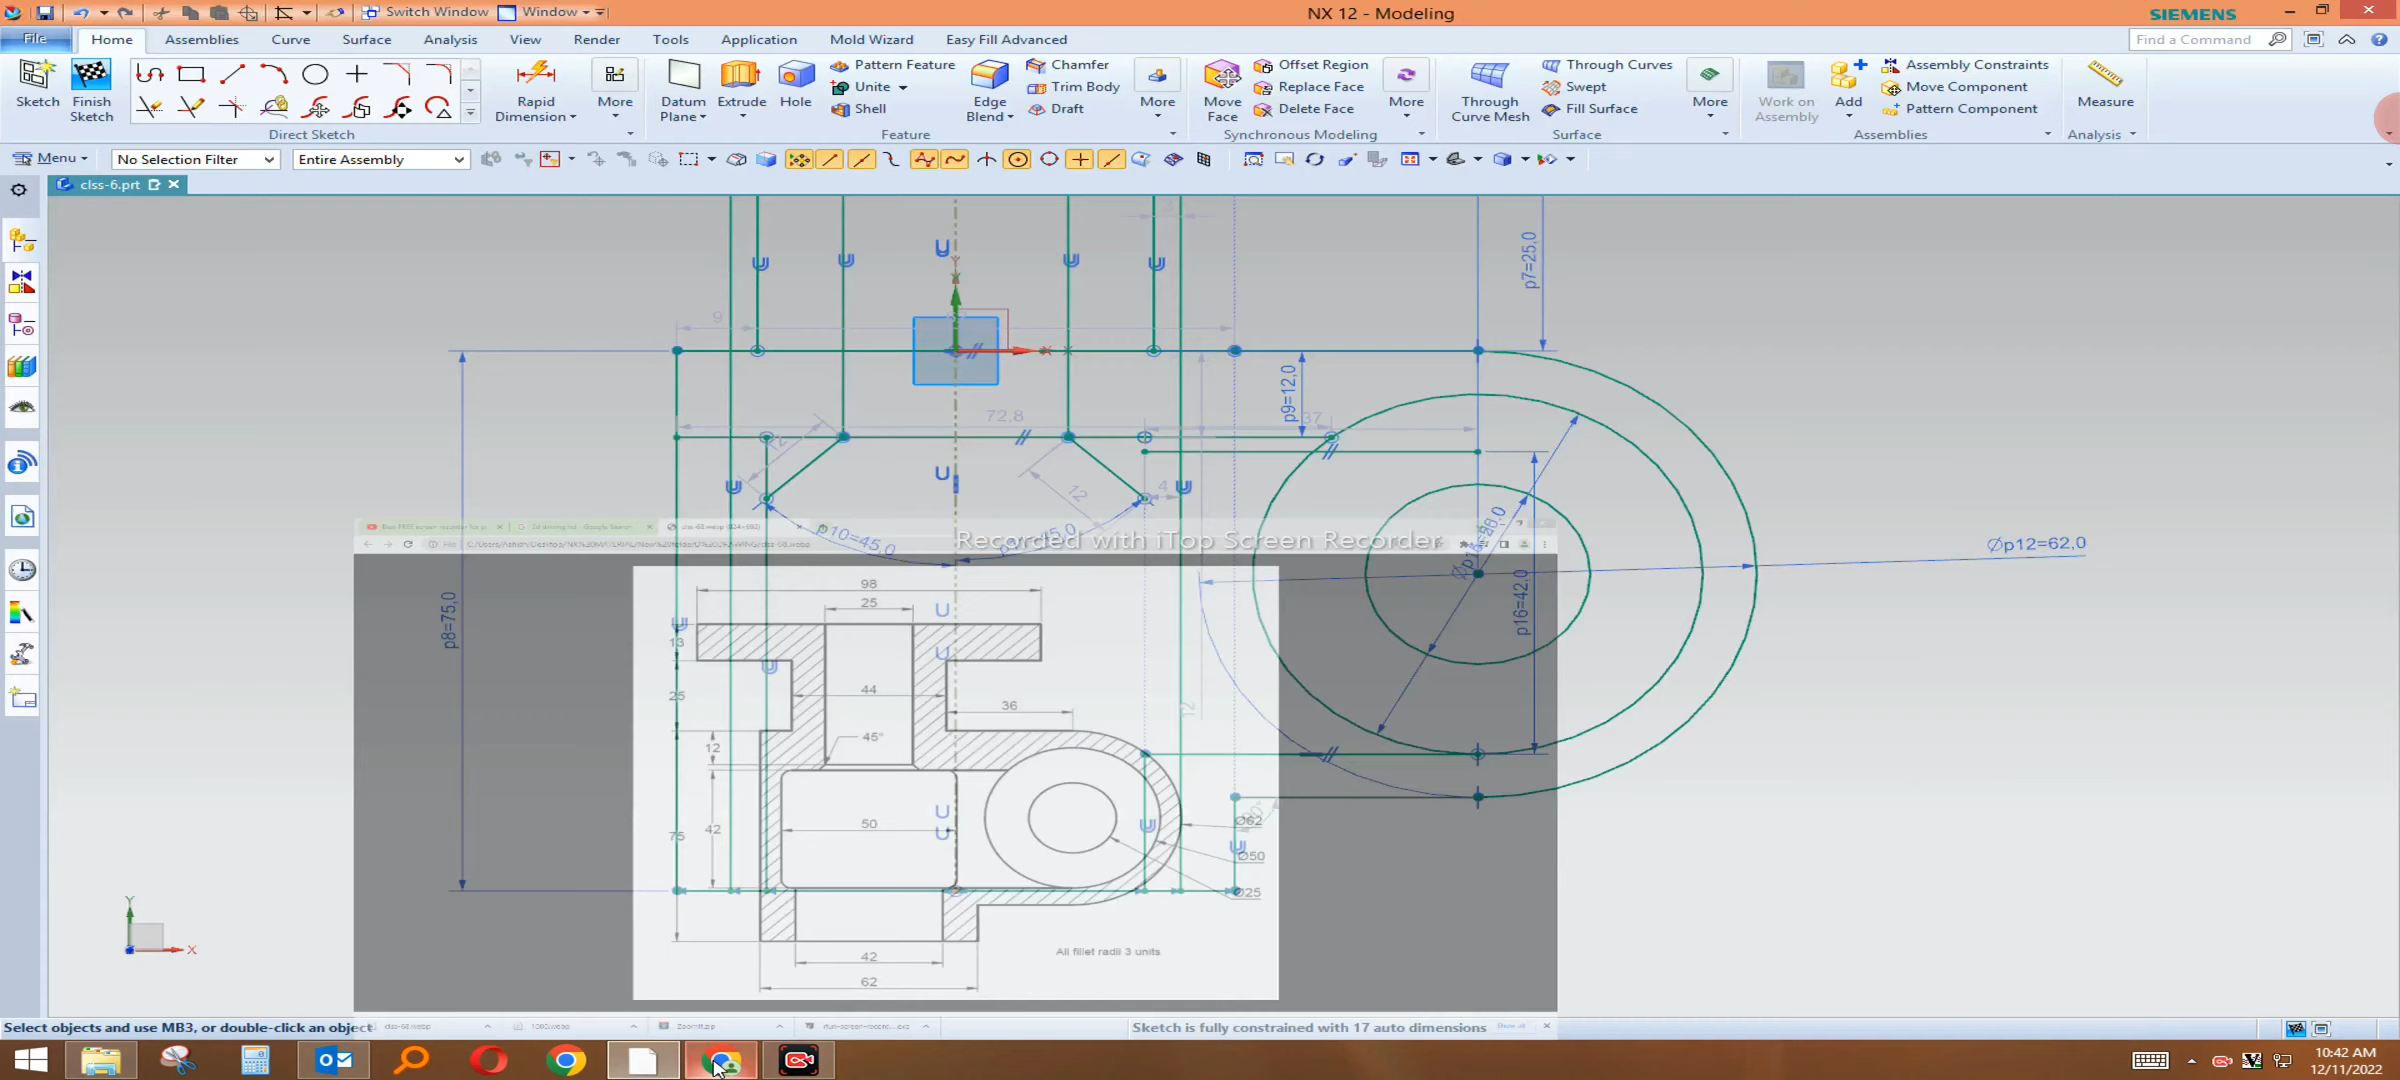 Switch Window Window NX 12 - Modeling SIEMENS
File Home Assemblies Curve Surface Analysis View Render Tools Application Mold Wizard Easy Fill Advanced Find a Command
Sketch Finish Sketch Direct Sketch Rapid Dimension More
Datum Plane Extrude Hole Pattern Feature Unite Shell Edge Blend Chamfer Trim Body Draft More Feature
Move Face Offset Region Replace Face Delete Face More Synchronous Modeling
Through Curve Mesh Through Curves Swept Fill Surface More Surface
Work on Assembly Add Assembly Constraints Move Component Pattern Component Assemblies
Measure Analysis
Menu No Selection Filter Entire Assembly
clss-6.prt
p7=25,0
9
p9=12,0
72,8
37
12
12
4
p10=45,0
45,0
Recorded with iTop Screen Recorder
Øp12=62,0
p8=75,0
p16=42,0
98
25
13
25
44
36
12
45°
12
75
42
50
Ø62
Ø50
Ø25
42
62
All fillet radii 3 units
Y
X
Select objects and use MB3, or double-click an object
Sketch is fully constrained with 17 auto dimensions
10:42 AM
12/11/2022